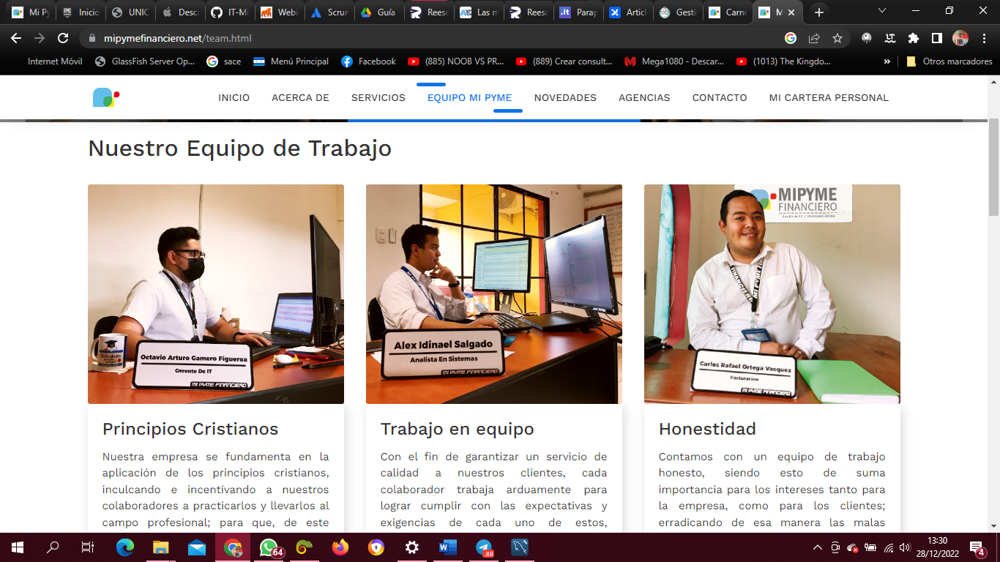 Mi Py
Inicio
UNIC
Desca
IT-Mi
Webi
Scrun
Guía
Reeso
Las m
Reeso
Parap
Articl
Gesti
Carne
M
mipymefinanciero.net/team.html
Internet Móvil
GlassFish Server Op...
sace
Menú Principal
Facebook
(885) NOOB VS PR...
(889) Crear consult...
Mega1080 - Descar...
(1013) The Kingdo...
»
Otros marcadores
INICIO
ACERCA DE
SERVICIOS
EQUIPO MI PYME
NOVEDADES
AGENCIAS
CONTACTO
MI CARTERA PERSONAL
Nuestro Equipo de Trabajo
Octavio Arturo Gamero Figueroa
Gerente De IT
MI PYME FINANCIERO
Alex Idinael Salgado
Analista En Sistemas
MI PYME FINANCIERO
MIPYME
FINANCIERO
Carlos Rafael Ortega Vasquez
Facturacion
MI PYME FINANCIERO
Principios Cristianos
Nuestra empresa se fundamenta en la
aplicación de los principios cristianos,
inculcando e incentivando a nuestros
colaboradores a practicarlos y llevarlos al
campo profesional; para que, de este
Trabajo en equipo
Con el fin de garantizar un servicio de
calidad a nuestros clientes, cada
colaborador trabaja arduamente para
lograr cumplir con las expectativas y
exigencias de cada uno de estos,
Honestidad
Contamos con un equipo de trabajo
honesto, siendo esto de suma
importancia para los intereses tanto para
la empresa, como para los clientes;
erradicando de esa manera las malas
64
88
13:30
28/12/2022
4